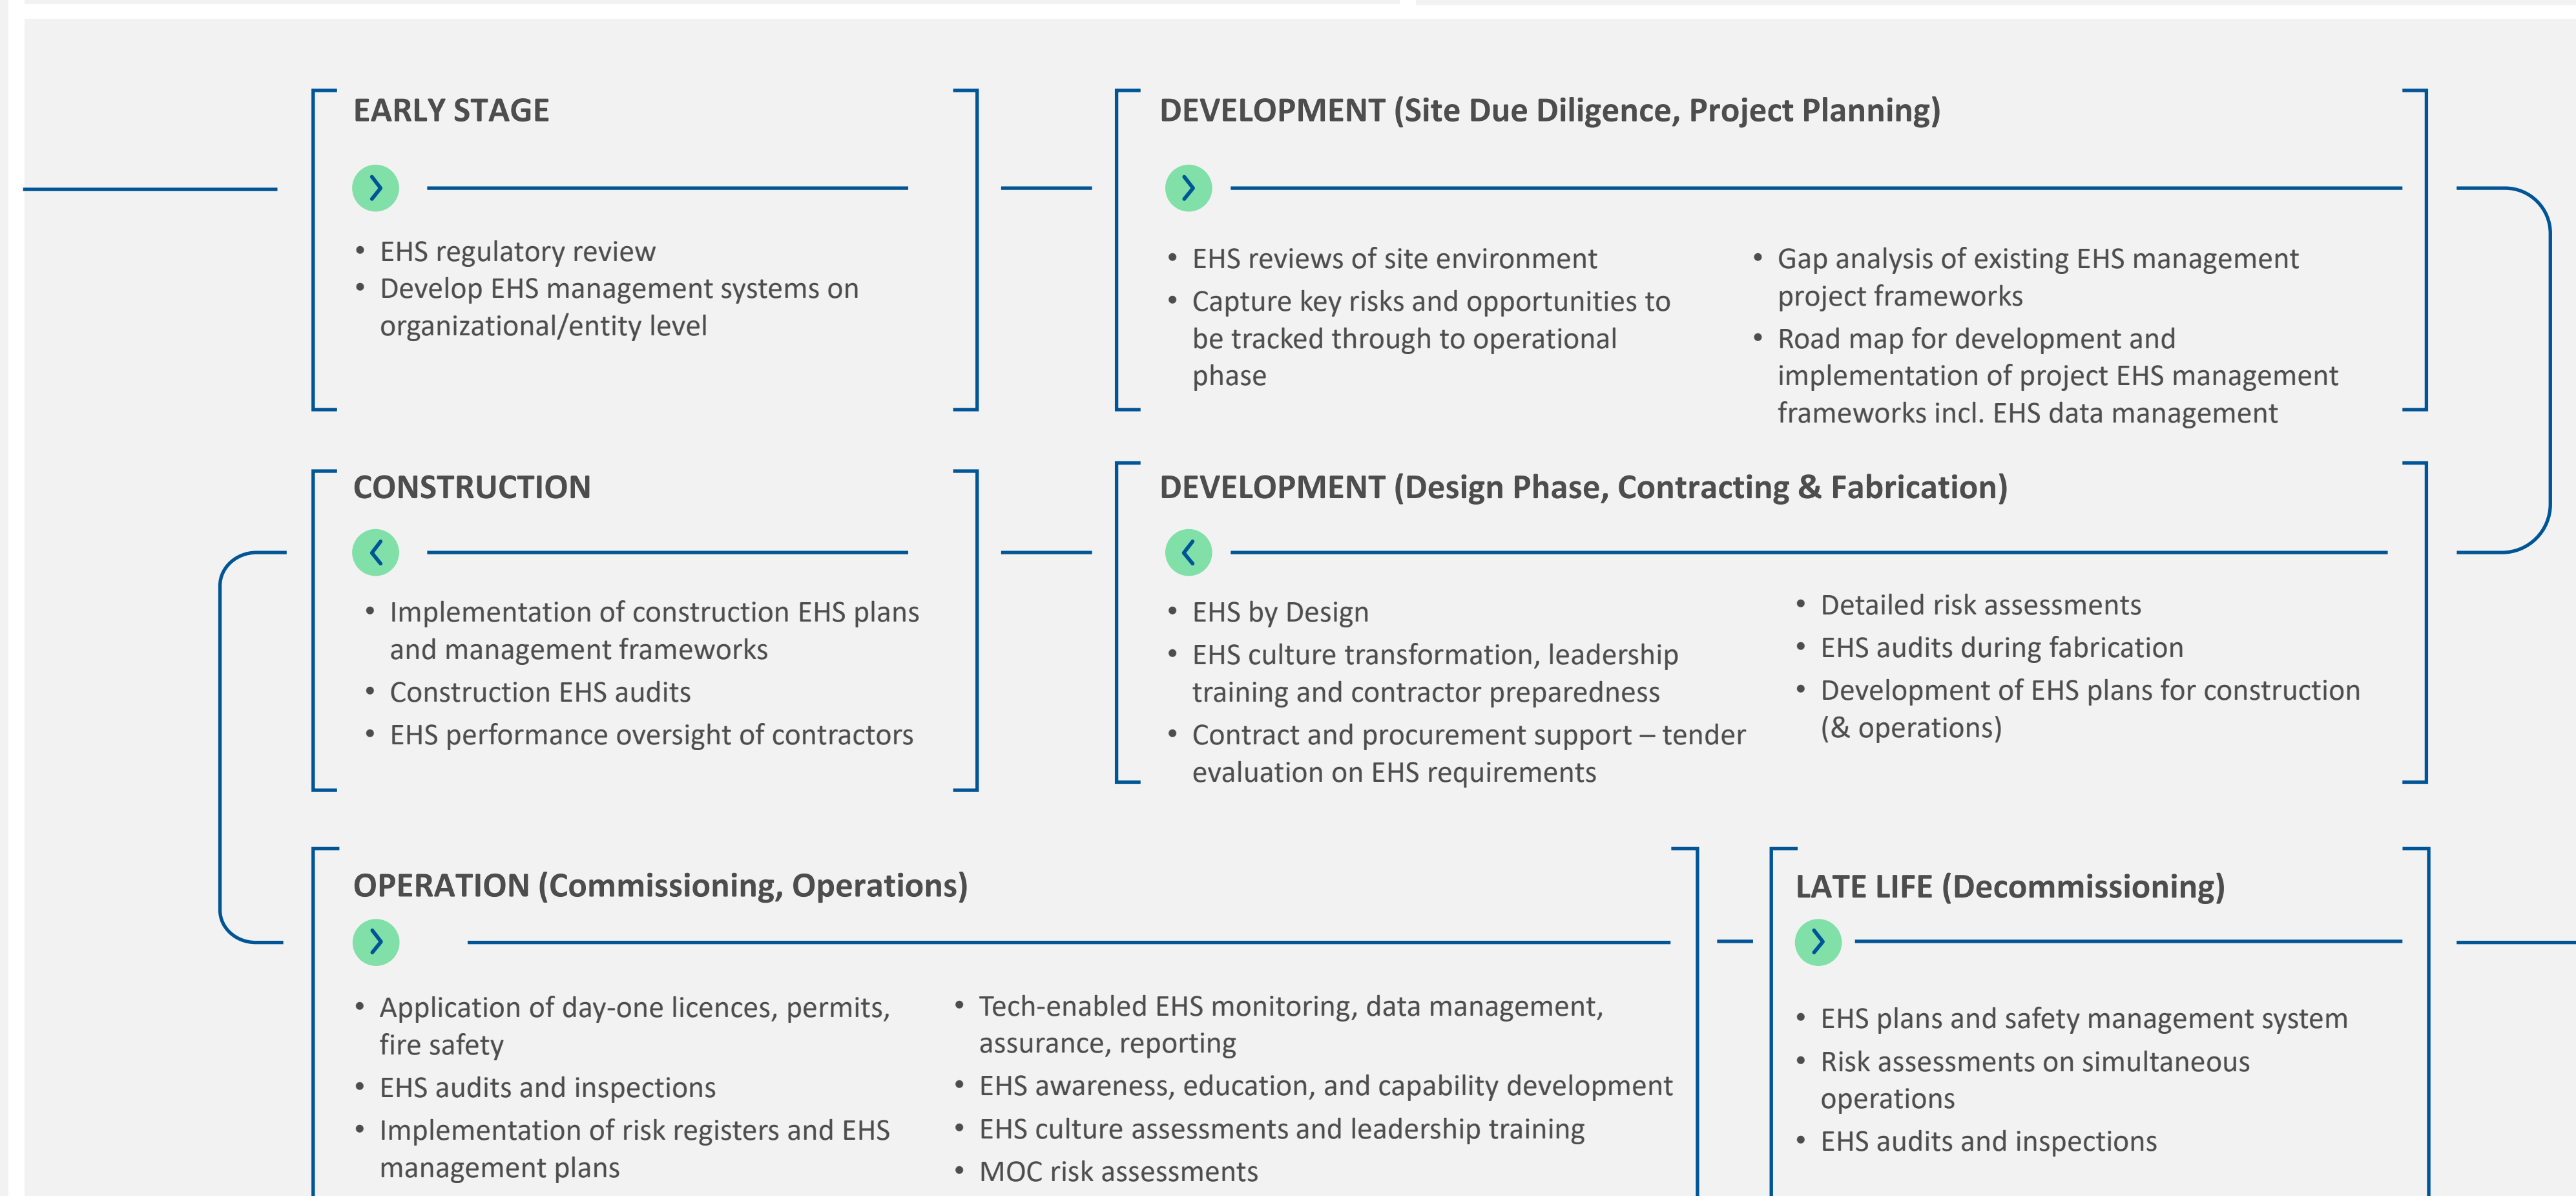 EARLY STAGE
• EHS regulatory review
• Develop EHS management systems on
organizational/entity level
DEVELOPMENT (Site Due Diligence, Project Planning)
• EHS reviews of site environment
• Capture key risks and opportunities to
be tracked through to operational
phase
• Gap analysis of existing EHS management
project frameworks
• Road map for development and
implementation of project EHS management
frameworks incl. EHS data management
DEVELOPMENT (Design Phase, Contracting & Fabrication)
• EHS by Design
• EHS culture transformation, leadership
training and contractor preparedness
• Contract and procurement support – tender
evaluation on EHS requirements
• Detailed risk assessments
• EHS audits during fabrication
• Development of EHS plans for construction
(& operations)
CONSTRUCTION
• Implementation of construction EHS plans
and management frameworks
• Construction EHS audits
• EHS performance oversight of contractors
OPERATION (Commissioning, Operations)
• Application of day-one licences, permits,
fire safety
• EHS audits and inspections
• Implementation of risk registers and EHS
management plans
• Tech-enabled EHS monitoring, data management,
assurance, reporting
• EHS awareness, education, and capability development
• EHS culture assessments and leadership training
• MOC risk assessments
LATE LIFE (Decommissioning)
• EHS plans and safety management system
• Risk assessments on simultaneous
operations
• EHS audits and inspections